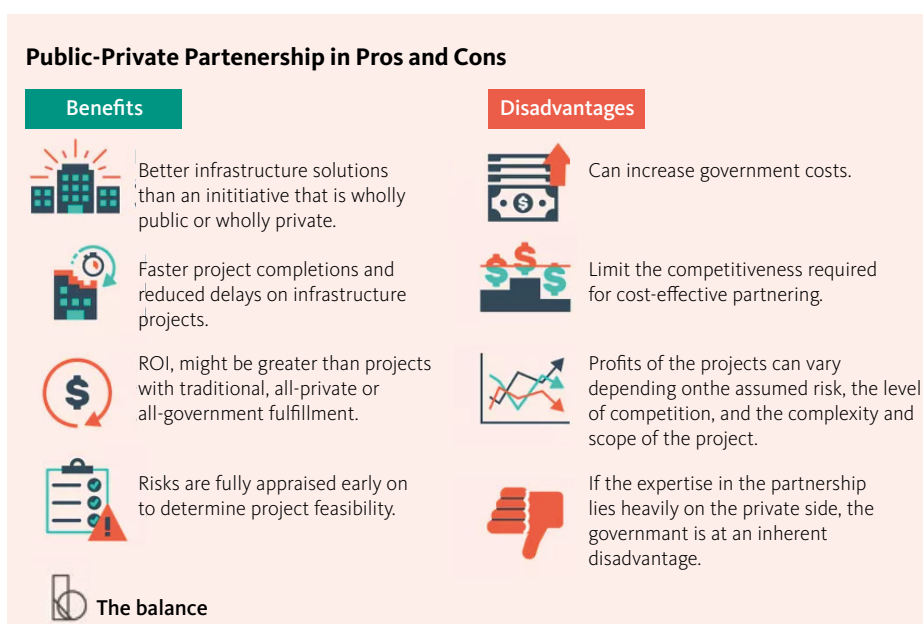 Public-Private Partenership in Pros and Cons
Benefits
Better infrastructure solutions
than an inititiative that is wholly
public or wholly private.
Faster project completions and
reduced delays on infrastructure
projects.
ROI, might be greater than projects
with traditional, all-private or
all-government fulfillment.
Risks are fully appraised early on
to determine project feasibility.
Disadvantages
Can increase government costs.
Limit the competitiveness required
for cost-effective partnering.
Profits of the projects can vary
depending onthe assumed risk, the level
of competition, and the complexity and
scope of the project.
If the expertise in the partnership
lies heavily on the private side, the
governmant is at an inherent
disadvantage.
The balance